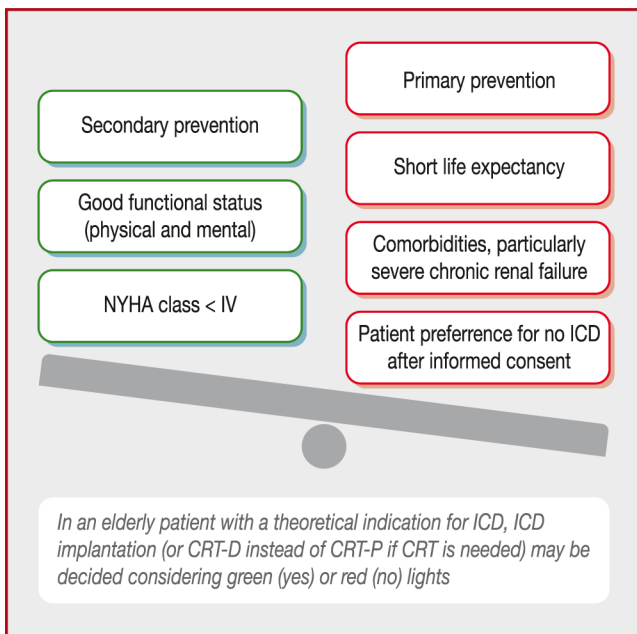 Secondary prevention
Good functional status
(physical and mental)
NYHA class < IV
Primary prevention
Short life expectancy
Comorbidities, particularly
severe chronic renal failure
Patient preferrence for no ICD
after informed consent
In an elderly patient with a theoretical indication for ICD, ICD
implantation (or CRT-D instead of CRT-P if CRT is needed) may be
decided considering green (yes) or red (no) lights